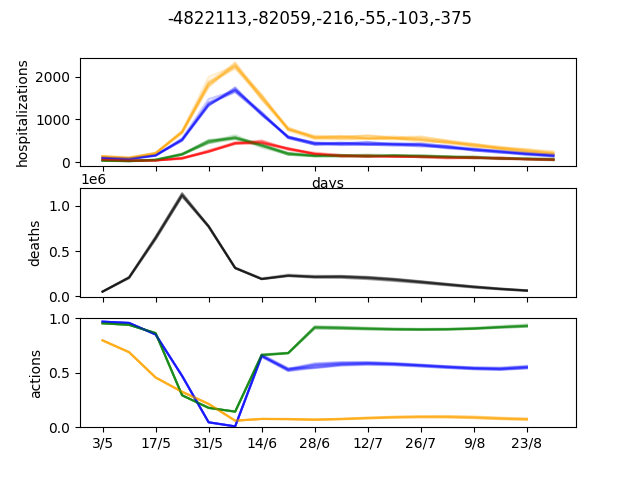 -4822113,-82059,-216,-55,-103,-375
hospitalizations
2000
1000
0
days
1e6
deaths
1.0
0.5
0.0
actions
1.0
0.5
0.0
3/5 17/5 31/5 14/6 28/6 12/7 26/7 9/8 23/8